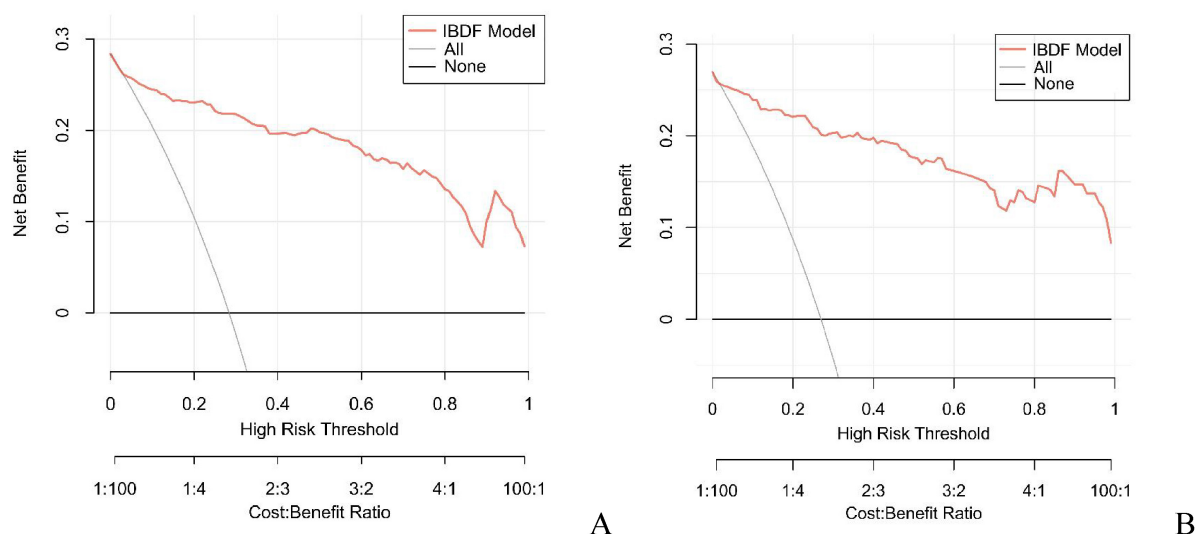 IBDF Model
All
None
0.3
0.2
0.1
0
Net Benefit
0 0.2 0.4 0.6 0.8 1
High Risk Threshold
1:100 1:4 2:3 3:2 4:1 100:1
Cost:Benefit Ratio
A
IBDF Model
All
None
0.3
0.2
0.1
0
Net Benefit
0 0.2 0.4 0.6 0.8 1
High Risk Threshold
1:100 1:4 2:3 3:2 4:1 100:1
Cost:Benefit Ratio
B